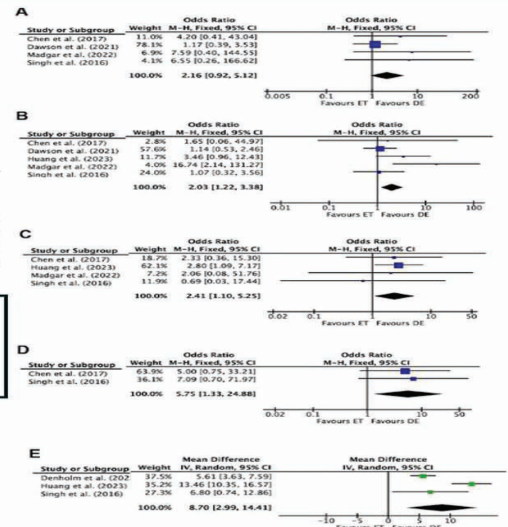 A
Odds Ratio Odds Ratio
Study or Subgroup Weight M-H, Fixed, 95% CI M-H, Fixed, 95% CI
Chen et al. (2017) 11.0% 4.20 [0.41, 43.04]
Dawson et al. (2021) 78.1% 1.17 [0.39, 3.53]
Madgar et al. (2022) 6.9% 7.59 [0.40, 144.55]
Singh et al. (2016) 4.1% 6.55 [0.26, 166.62]
100.0% 2.16 [0.92, 5.12]
0.005 0.1 1 10 200
Favours ET Favours DE
B
Odds Ratio Odds Ratio
Study or Subgroup Weight M-H, Fixed, 95% CI M-H, Fixed, 95% CI
Chen et al. (2017) 2.8% 1.65 [0.06, 44.97]
Dawson et al. (2021) 57.6% 1.14 [0.53, 2.46]
Huang et al. (2023) 11.7% 3.46 [0.96, 12.43]
Madgar et al. (2022) 4.0% 16.74 [2.14, 131.27]
Singh et al. (2016) 24.0% 1.07 [0.32, 3.56]
100.0% 2.03 [1.22, 3.38]
0.01 0.1 1 10 100
Favours ET Favours DE
C
Odds Ratio Odds Ratio
Study or Subgroup Weight M-H, Fixed, 95% CI M-H, Fixed, 95% CI
Chen et al. (2017) 18.7% 2.33 [0.36, 15.30]
Huang et al. (2023) 62.1% 2.80 [1.09, 7.17]
Madgar et al. (2022) 7.2% 2.06 [0.08, 51.76]
Singh et al. (2016) 11.9% 0.69 [0.03, 17.44]
100.0% 2.41 [1.10, 5.25]
0.02 0.1 1 10 50
Favours ET Favours DE
D
Odds Ratio Odds Ratio
Study or Subgroup Weight M-H, Fixed, 95% CI M-H, Fixed, 95% CI
Chen et al. (2017) 63.9% 5.00 [0.75, 33.21]
Singh et al. (2016) 36.1% 7.09 [0.70, 71.97]
100.0% 5.75 [1.33, 24.88]
0.02 0.1 1 10 50
Favours ET Favours DE
E
Mean Difference Mean Difference
Study or Subgroup Weight IV, Random, 95% CI IV, Random, 95% CI
Denholm et al. (202 37.5% 5.61 [3.63, 7.59]
Huang et al. (2023) 35.2% 13.46 [10.35, 16.57]
Singh et al. (2016) 27.3% 6.80 [0.74, 12.86]
100.0% 8.70 [2.99, 14.41]
-10 -5 0 5 10